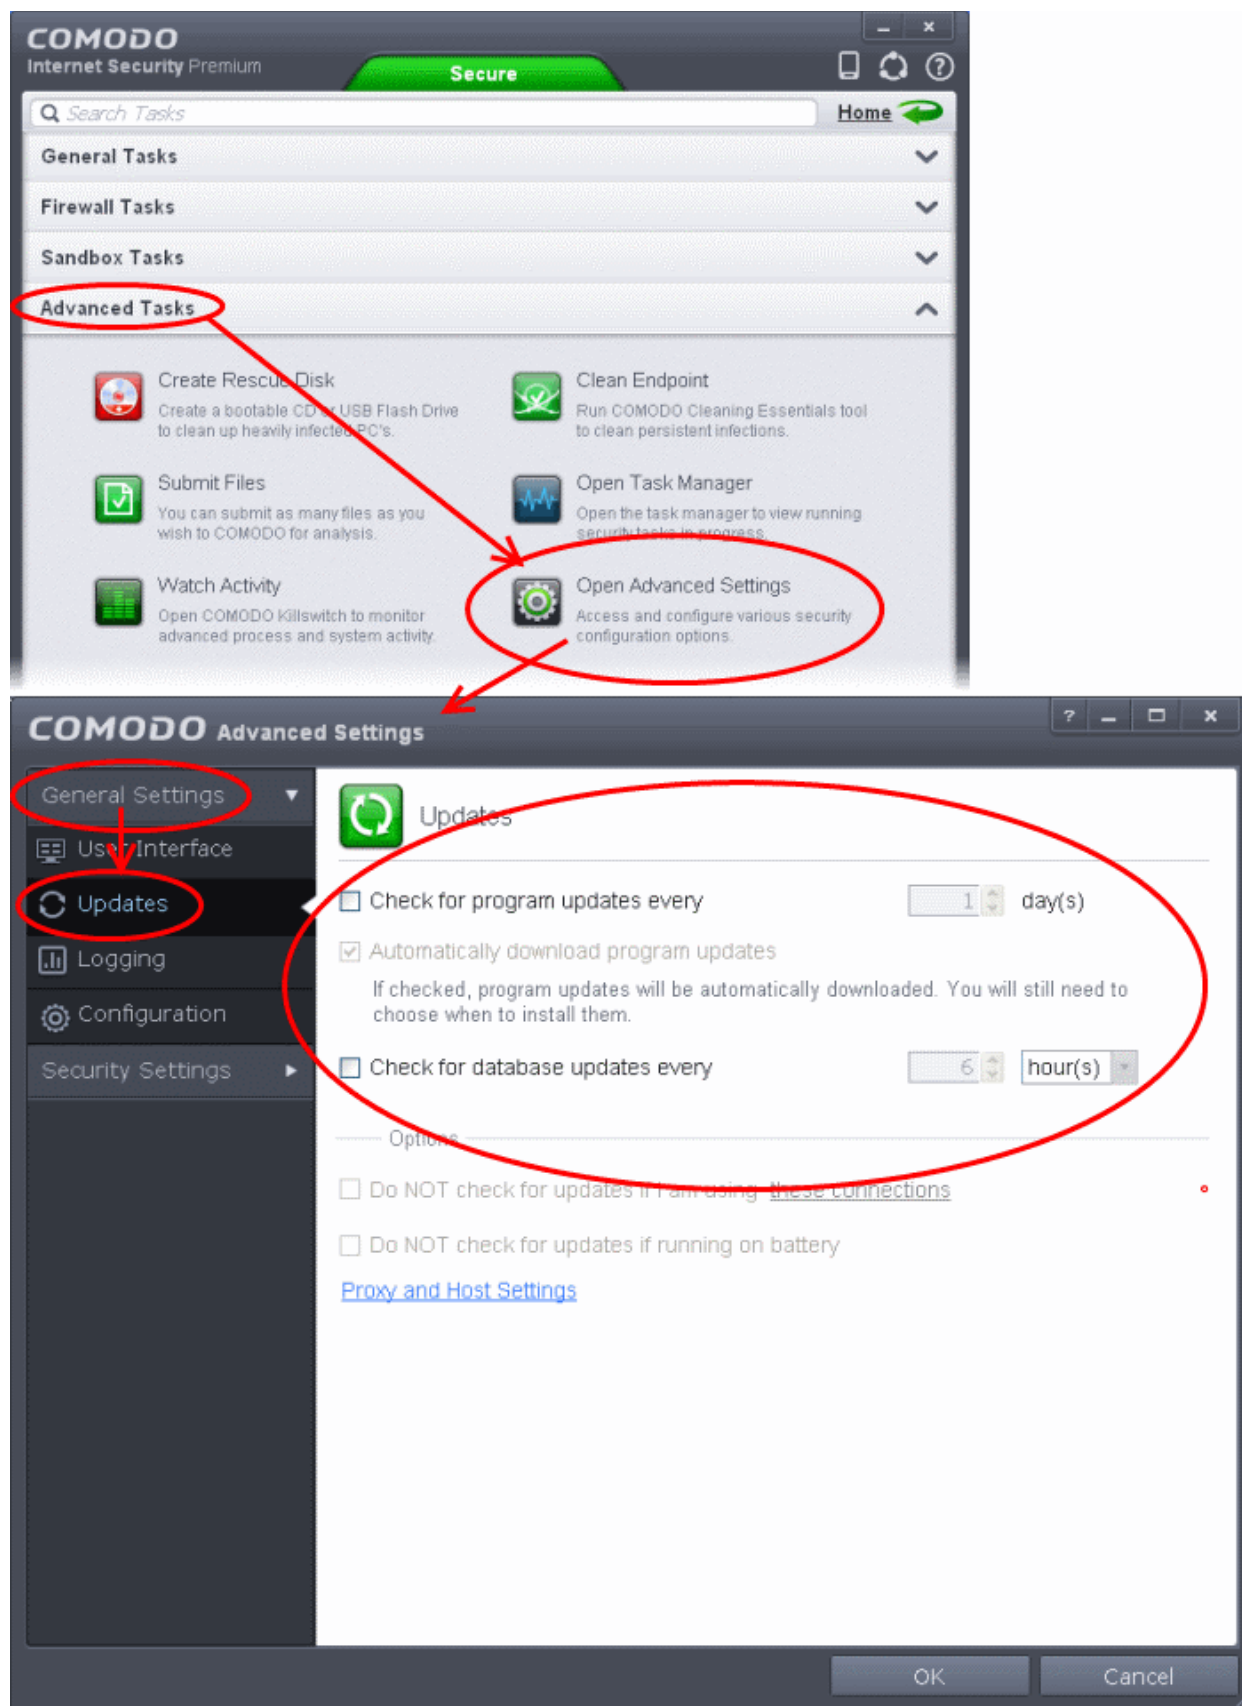 COMODO
Internet Security Premium
Secure
Search Tasks
Home
General Tasks
Firewall Tasks
Sandbox Tasks
Advanced Tasks
Create Rescue Disk
Create a bootable CD or USB Flash Drive
to clean up heavily infected PC's.
Clean Endpoint
Run COMODO Cleaning Essentials tool
to clean persistent infections.
Submit Files
You can submit as many files as you
wish to COMODO for analysis.
Open Task Manager
Open the task manager to view running
security tasks in progress.
Watch Activity
Open COMODO Killswitch to monitor
advanced process and system activity.
Open Advanced Settings
Access and configure various security
configuration options.
COMODO Advanced Settings
General Settings
User Interface
Updates
Logging
Configuration
Security Settings
Updates
Check for program updates every 1 day(s)
Automatically download program updates
If checked, program updates will be automatically downloaded. You will still need to
choose when to install them.
Check for database updates every 6 hour(s)
Options
Do NOT check for updates if I am using these connections
Do NOT check for updates if running on battery
Proxy and Host Settings
OK Cancel